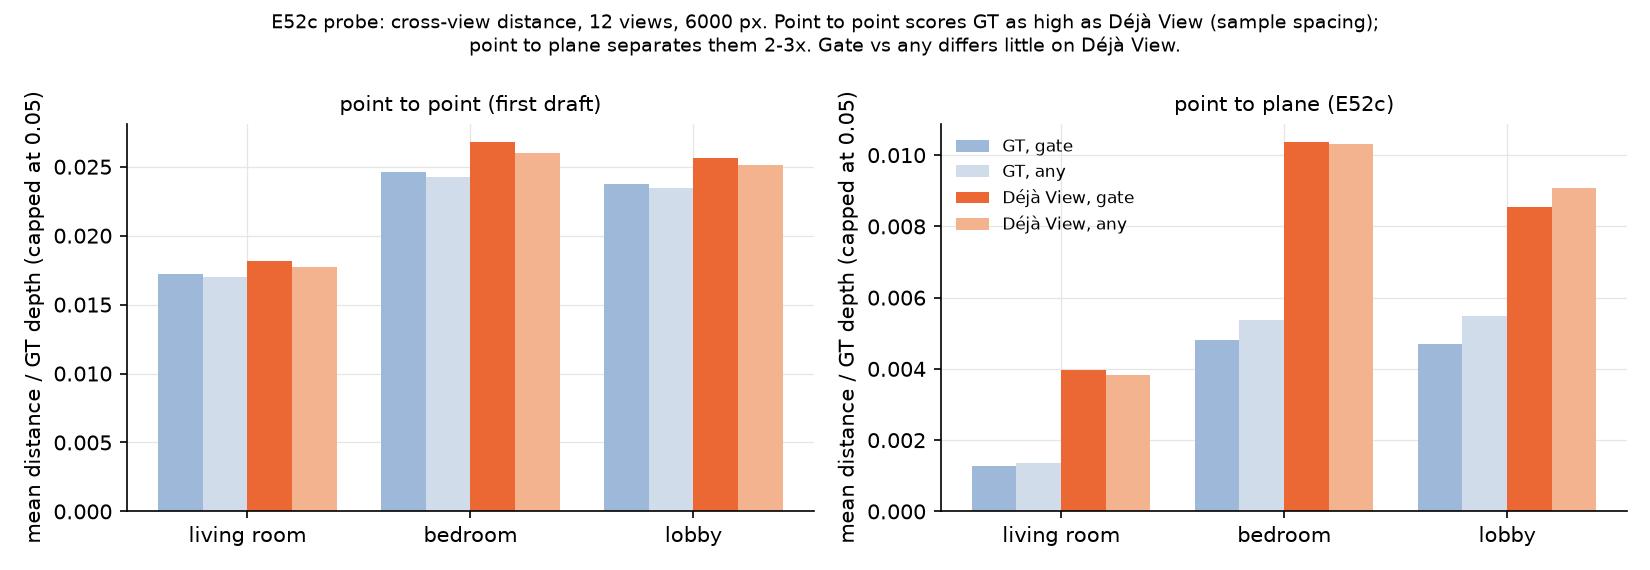 E52c probe: cross-view distance, 12 views, 6000 px. Point to point scores GT as high as Déjà View (sample spacing);
point to plane separates them 2-3x. Gate vs any differs little on Déjà View.
point to point (first draft)
mean distance / GT depth (capped at 0.05)
0.025
0.020
0.015
0.010
0.005
0.000
living room
bedroom
lobby
point to plane (E52c)
mean distance / GT depth (capped at 0.05)
0.010
0.008
0.006
0.004
0.002
0.000
GT, gate
GT, any
Déjà View, gate
Déjà View, any
living room
bedroom
lobby